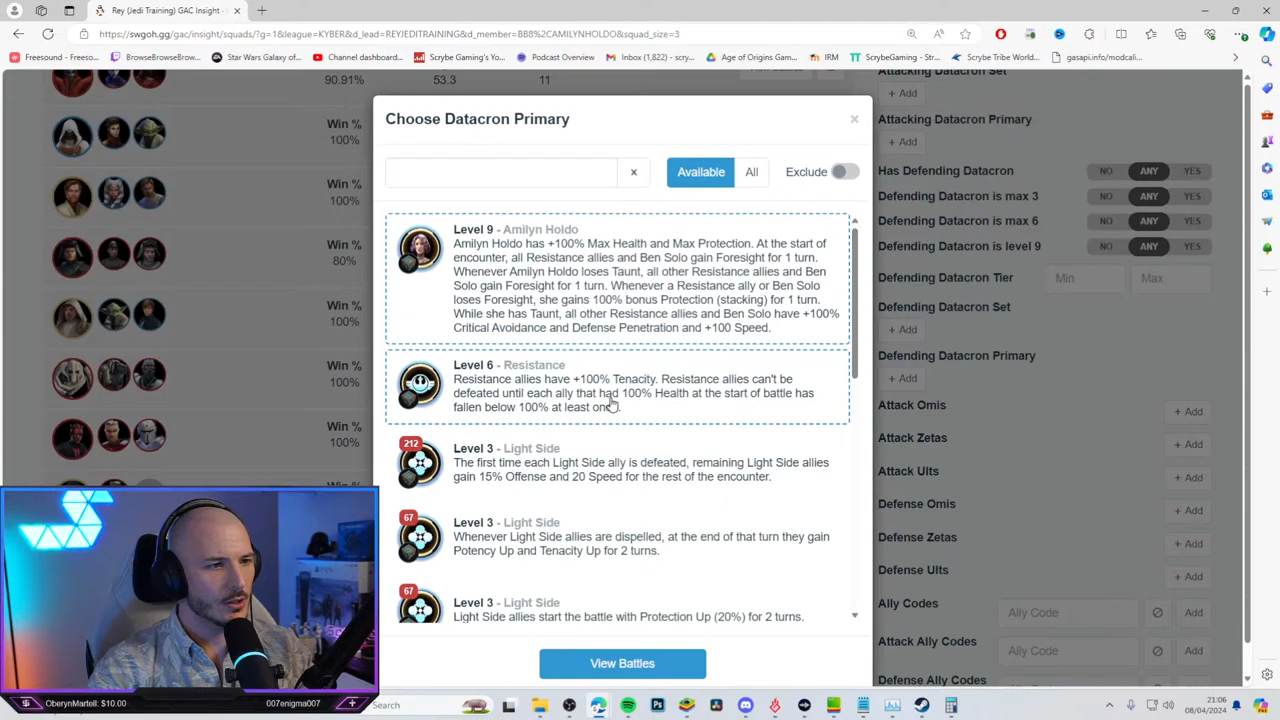 Rey (Jedi Training) GAC Insight -
https://swgoh.gg/gac/insight/squads/?g=1&league=KYBER&d_lead=REYJEDITRAINING&d_member=BB8%2CAMILYNHOLDO&squad_size=3
Freesound - Freeso...
BrowseBrowseBrow...
Star Wars Galaxy of...
Channel dashboard...
Scrybe Gaming's Yo...
Podcast Overview
Inbox (1,822) - scry...
Age of Origins Gam...
IRM
ScrybeGaming - Str...
Scrybe Tribe World...
gasapi.info/modcali...
90.91%
53.3
11
Win %
100%
Win %
100%
Win %
80%
Win %
100%
Win %
100%
Win %
100%
Choose Datacron Primary
×
×
Available
All
Exclude
Level 9 - Amilyn Holdo
Amilyn Holdo has +100% Max Health and Max Protection. At the start of
encounter, all Resistance allies and Ben Solo gain Foresight for 1 turn.
Whenever Amilyn Holdo loses Taunt, all other Resistance allies and Ben
Solo gain Foresight for 1 turn. Whenever a Resistance ally or Ben Solo
loses Foresight, she gains 100% bonus Protection (stacking) for 1 turn.
While she has Taunt, all other Resistance allies and Ben Solo have +100%
Critical Avoidance and Defense Penetration and +100 Speed.
Level 6 - Resistance
Resistance allies have +100% Tenacity. Resistance allies can't be
defeated until each ally that had 100% Health at the start of battle has
fallen below 100% at least
212
Level 3 - Light Side
The first time each Light Side ally is defeated, remaining Light Side allies
gain 15% Offense and 20 Speed for the rest of the encounter.
67
Level 3 - Light Side
Whenever Light Side allies are dispelled, at the end of that turn they gain
Potency Up and Tenacity Up for 2 turns.
67
Level 3 - Light Side
Light Side allies start the battle with Protection Up (20%) for 2 turns.
View Battles
Attacking Datacron Set
+ Add
Attacking Datacron Primary
+ Add
Has Defending Datacron
NO ANY YES
Defending Datacron is max 3
NO ANY YES
Defending Datacron is max 6
NO ANY YES
Defending Datacron is level 9
NO ANY YES
Defending Datacron Tier
Min
Max
Defending Datacron Set
+ Add
Defending Datacron Primary
+ Add
Attack Omis
+ Add
Attack Zetas
+ Add
Attack Ults
+ Add
Defense Omis
+ Add
Defense Zetas
+ Add
Defense Ults
+ Add
Ally Codes
Ally Code
Add
Attack Ally Codes
Ally Code
Add
Defense Ally Codes
OberynMartell: $10.00
007enigma007
Search
21:06
08/04/2024